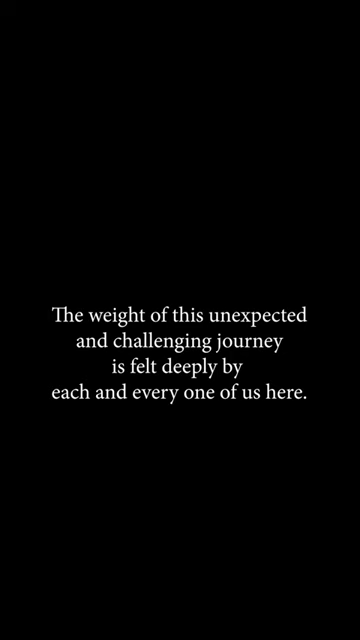 The weight of this unexpected
and challenging journey
is felt deeply by
each and every one of us here.